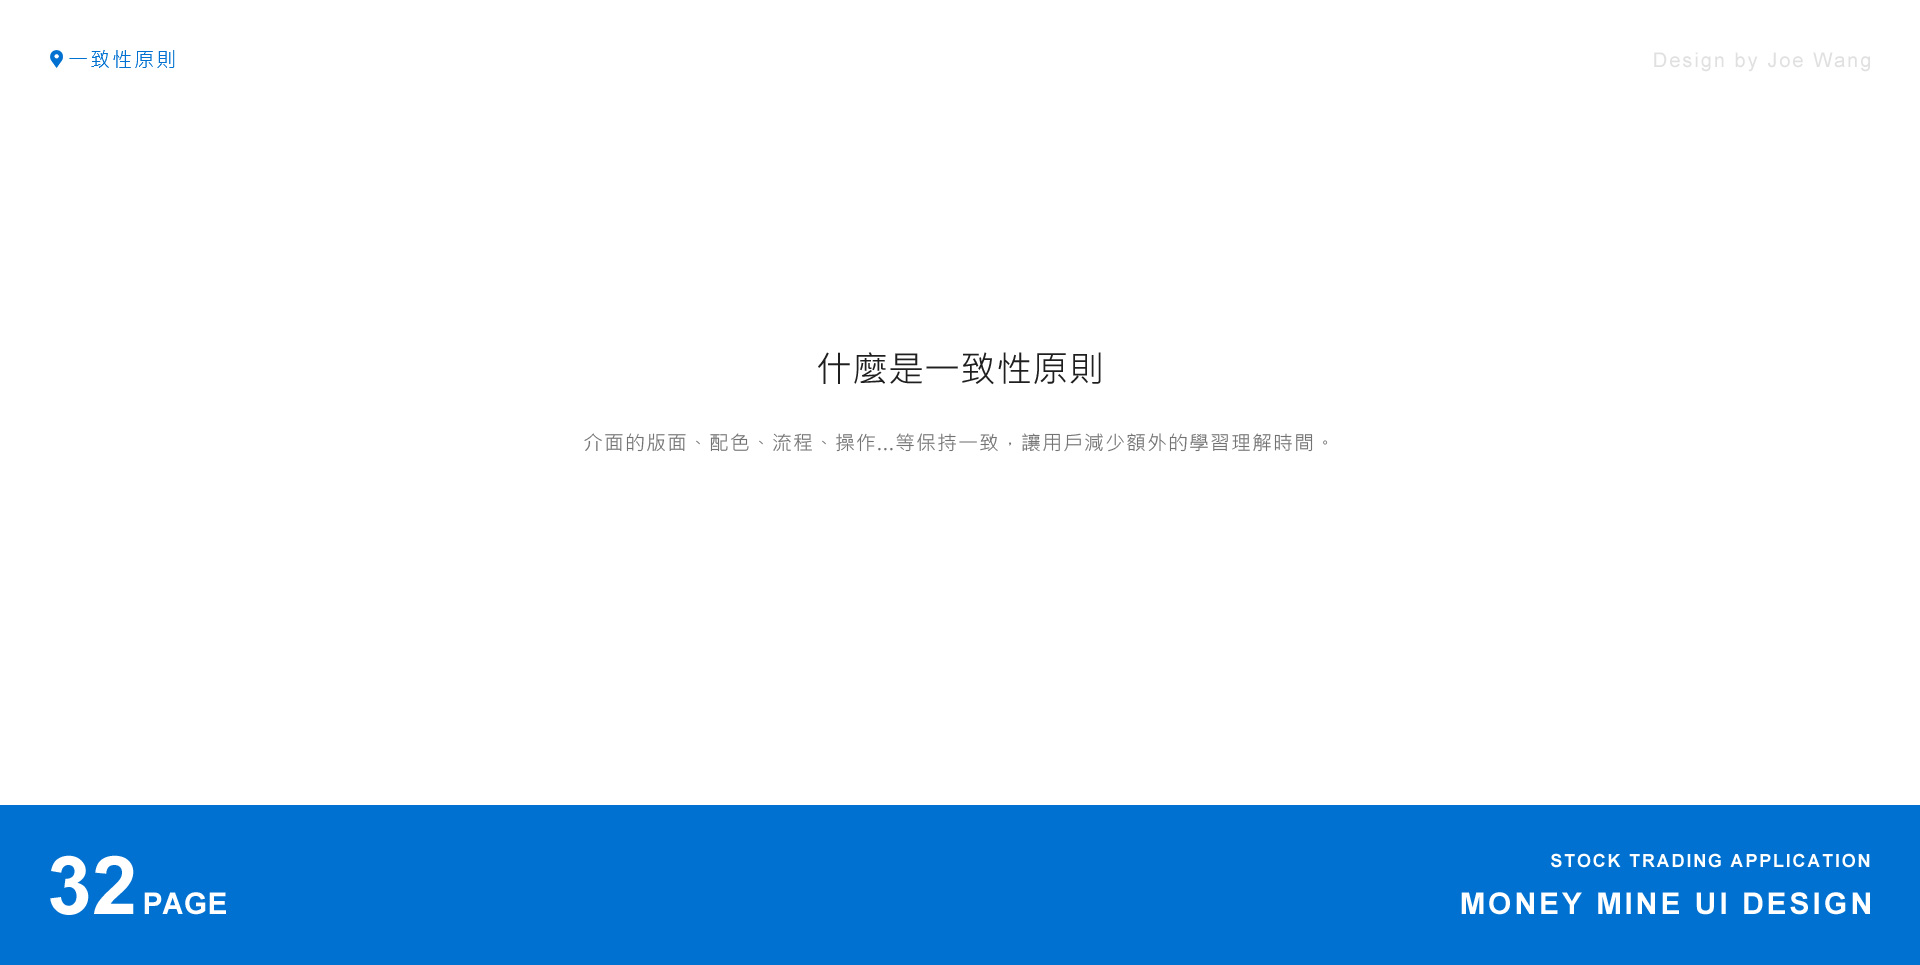 一致性原則
Design by Joe Wang
什麼是一致性原則
介面的版面、配色、流程、操作...等保持一致，讓用戶減少額外的學習理解時間。
32 PAGE
STOCK TRADING APPLICATION
MONEY MINE UI DESIGN